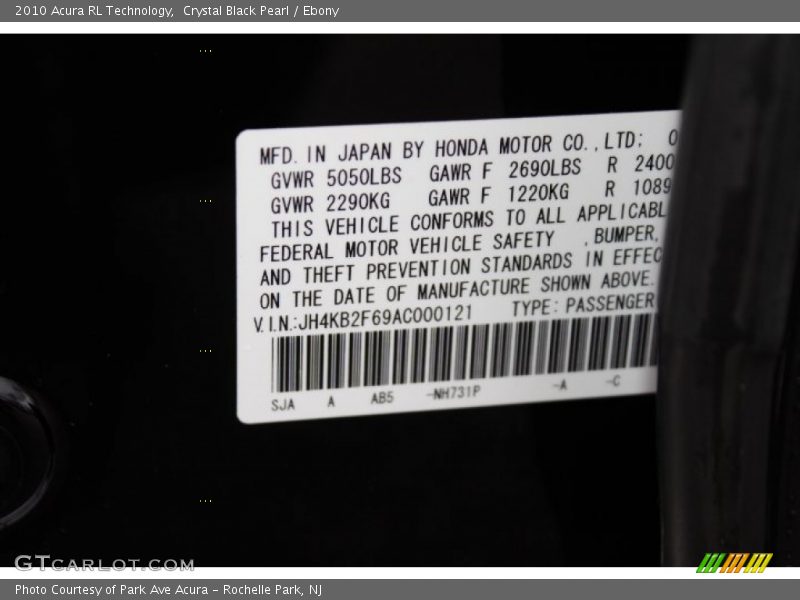 2010 Acura RL Technology,  Crystal Black Pearl / Ebony
MFD. IN JAPAN BY HONDA MOTOR CO., LTD; 0
GVWR 5050LBS GAWR F 2690LBS R 2400
GVWR 2290KG GAWR F 1220KG R 1089
THIS VEHICLE CONFORMS TO ALL APPLICABL
FEDERAL MOTOR VEHICLE SAFETY , BUMPER,
AND THEFT PREVENTION STANDARDS IN EFFEC
ON THE DATE OF MANUFACTURE SHOWN ABOVE.
V.I.N.:JH4KB2F69AC000121 TYPE: PASSENGER
SJA A AB5 -NH731P -A -C
GTCARLOT.COM
Photo Courtesy of Park Ave Acura - Rochelle Park, NJ